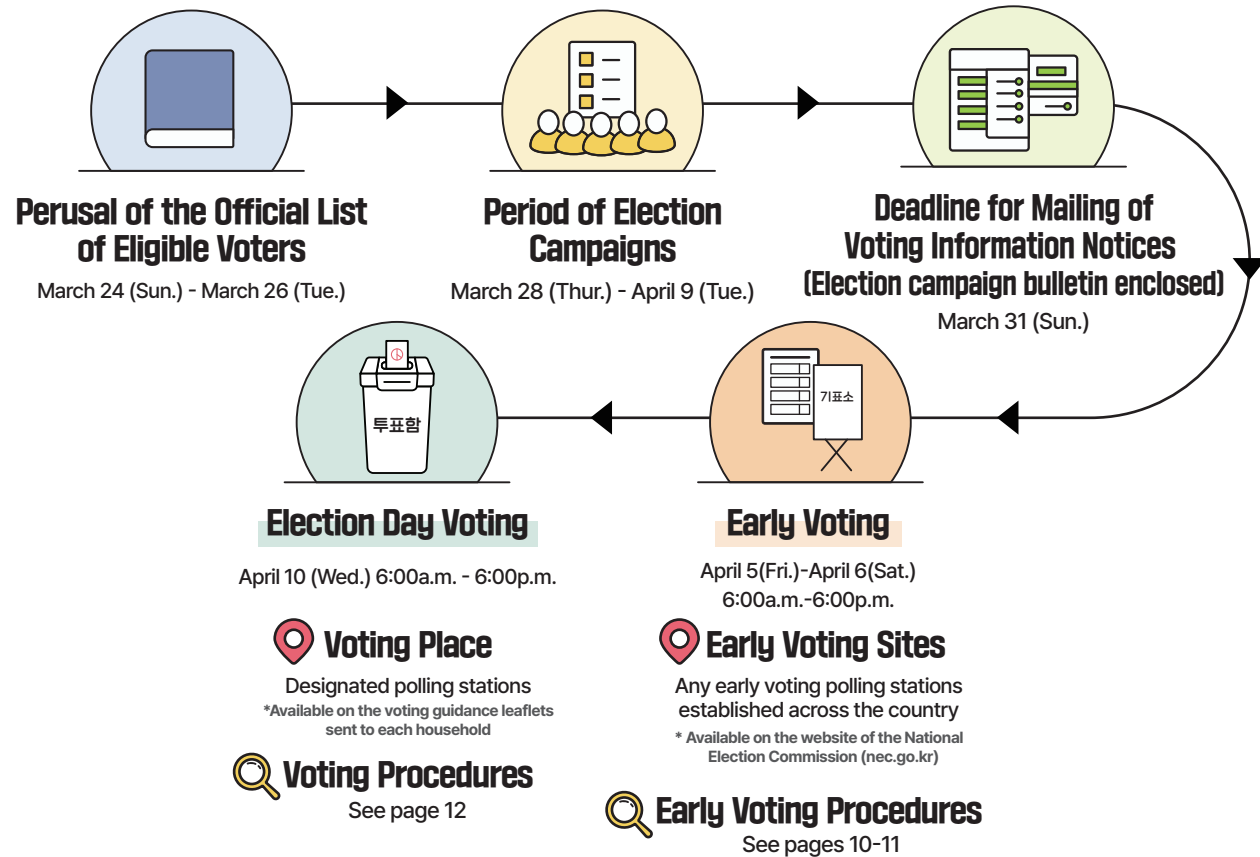 Perusal of the Official List
of Eligible Voters
March 24 (Sun.) - March 26 (Tue.)
Period of Election
Campaigns
March 28 (Thur.) - April 9 (Tue.)
Deadline for Mailing of
Voting Information Notices
(Election campaign bulletin enclosed)
March 31 (Sun.)
기표소
Early Voting
April 5(Fri.)-April 6(Sat.)
6:00a.m.-6:00p.m.
Early Voting Sites
Any early voting polling stations
established across the country
* Available on the website of the National
Election Commission (nec.go.kr)
Early Voting Procedures
See pages 10-11
투표함
Election Day Voting
April 10 (Wed.) 6:00a.m. - 6:00p.m.
Voting Place
Designated polling stations
*Available on the voting guidance leaflets
sent to each household
Voting Procedures
See page 12